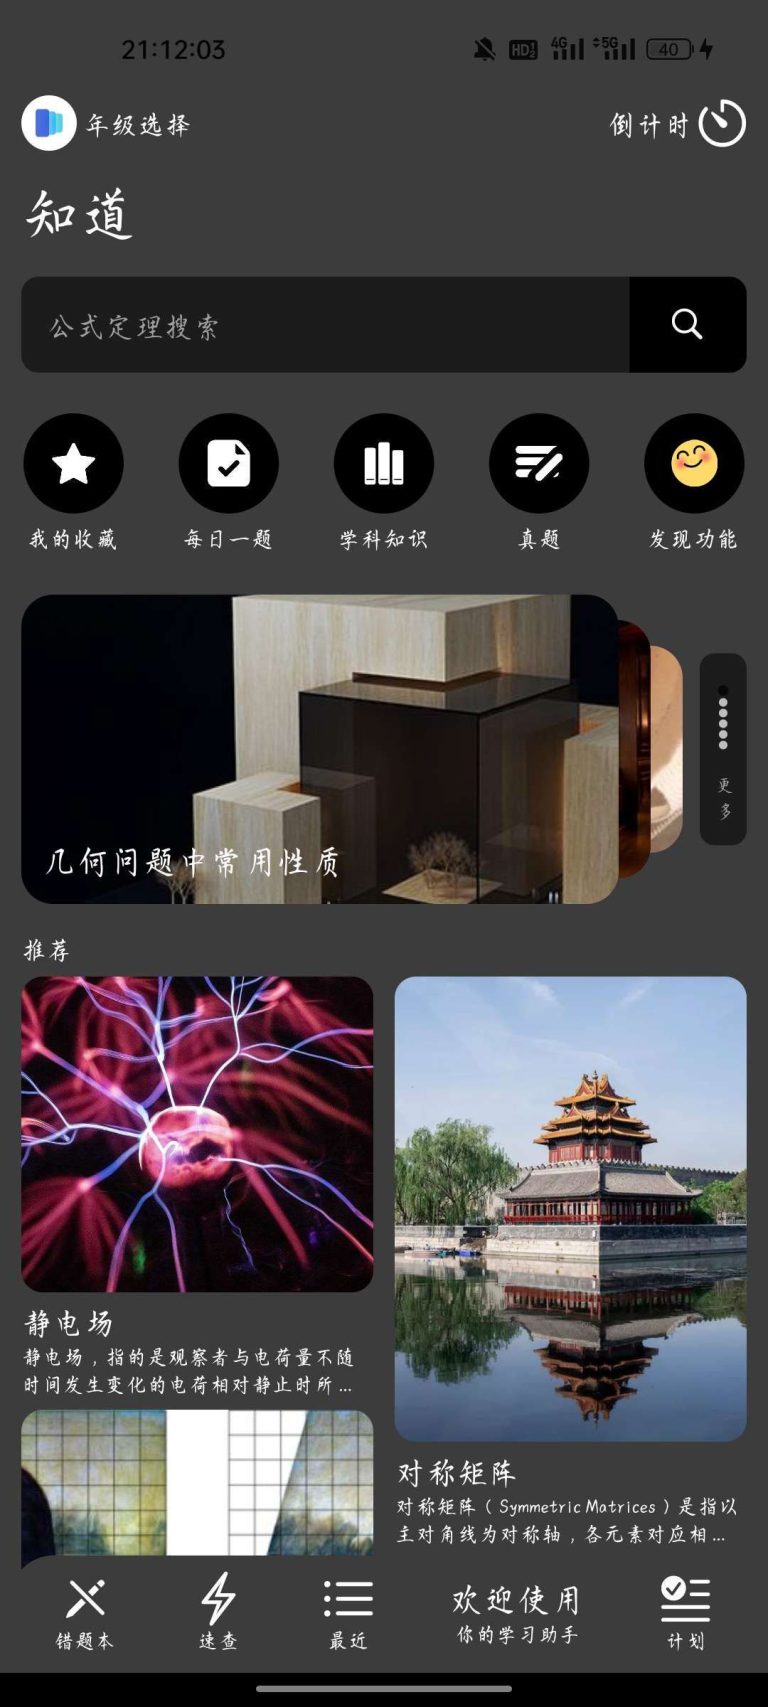 21:12:03
HD 4G 5G 40
年级选择
倒计时
知道
公式定理搜索
我的收藏
每日一题
学科知识
真题
发现功能
几何问题中常用性质
更多
推荐
静电场
静电场，指的是观察者与电荷量不随
时间发生变化的电荷相对静止时所...
对称矩阵
对称矩阵（Symmetric Matrices）是指以
主对角线为对称轴，各元素对应相...
错题本
速查
最近
欢迎使用
你的学习助手
计划